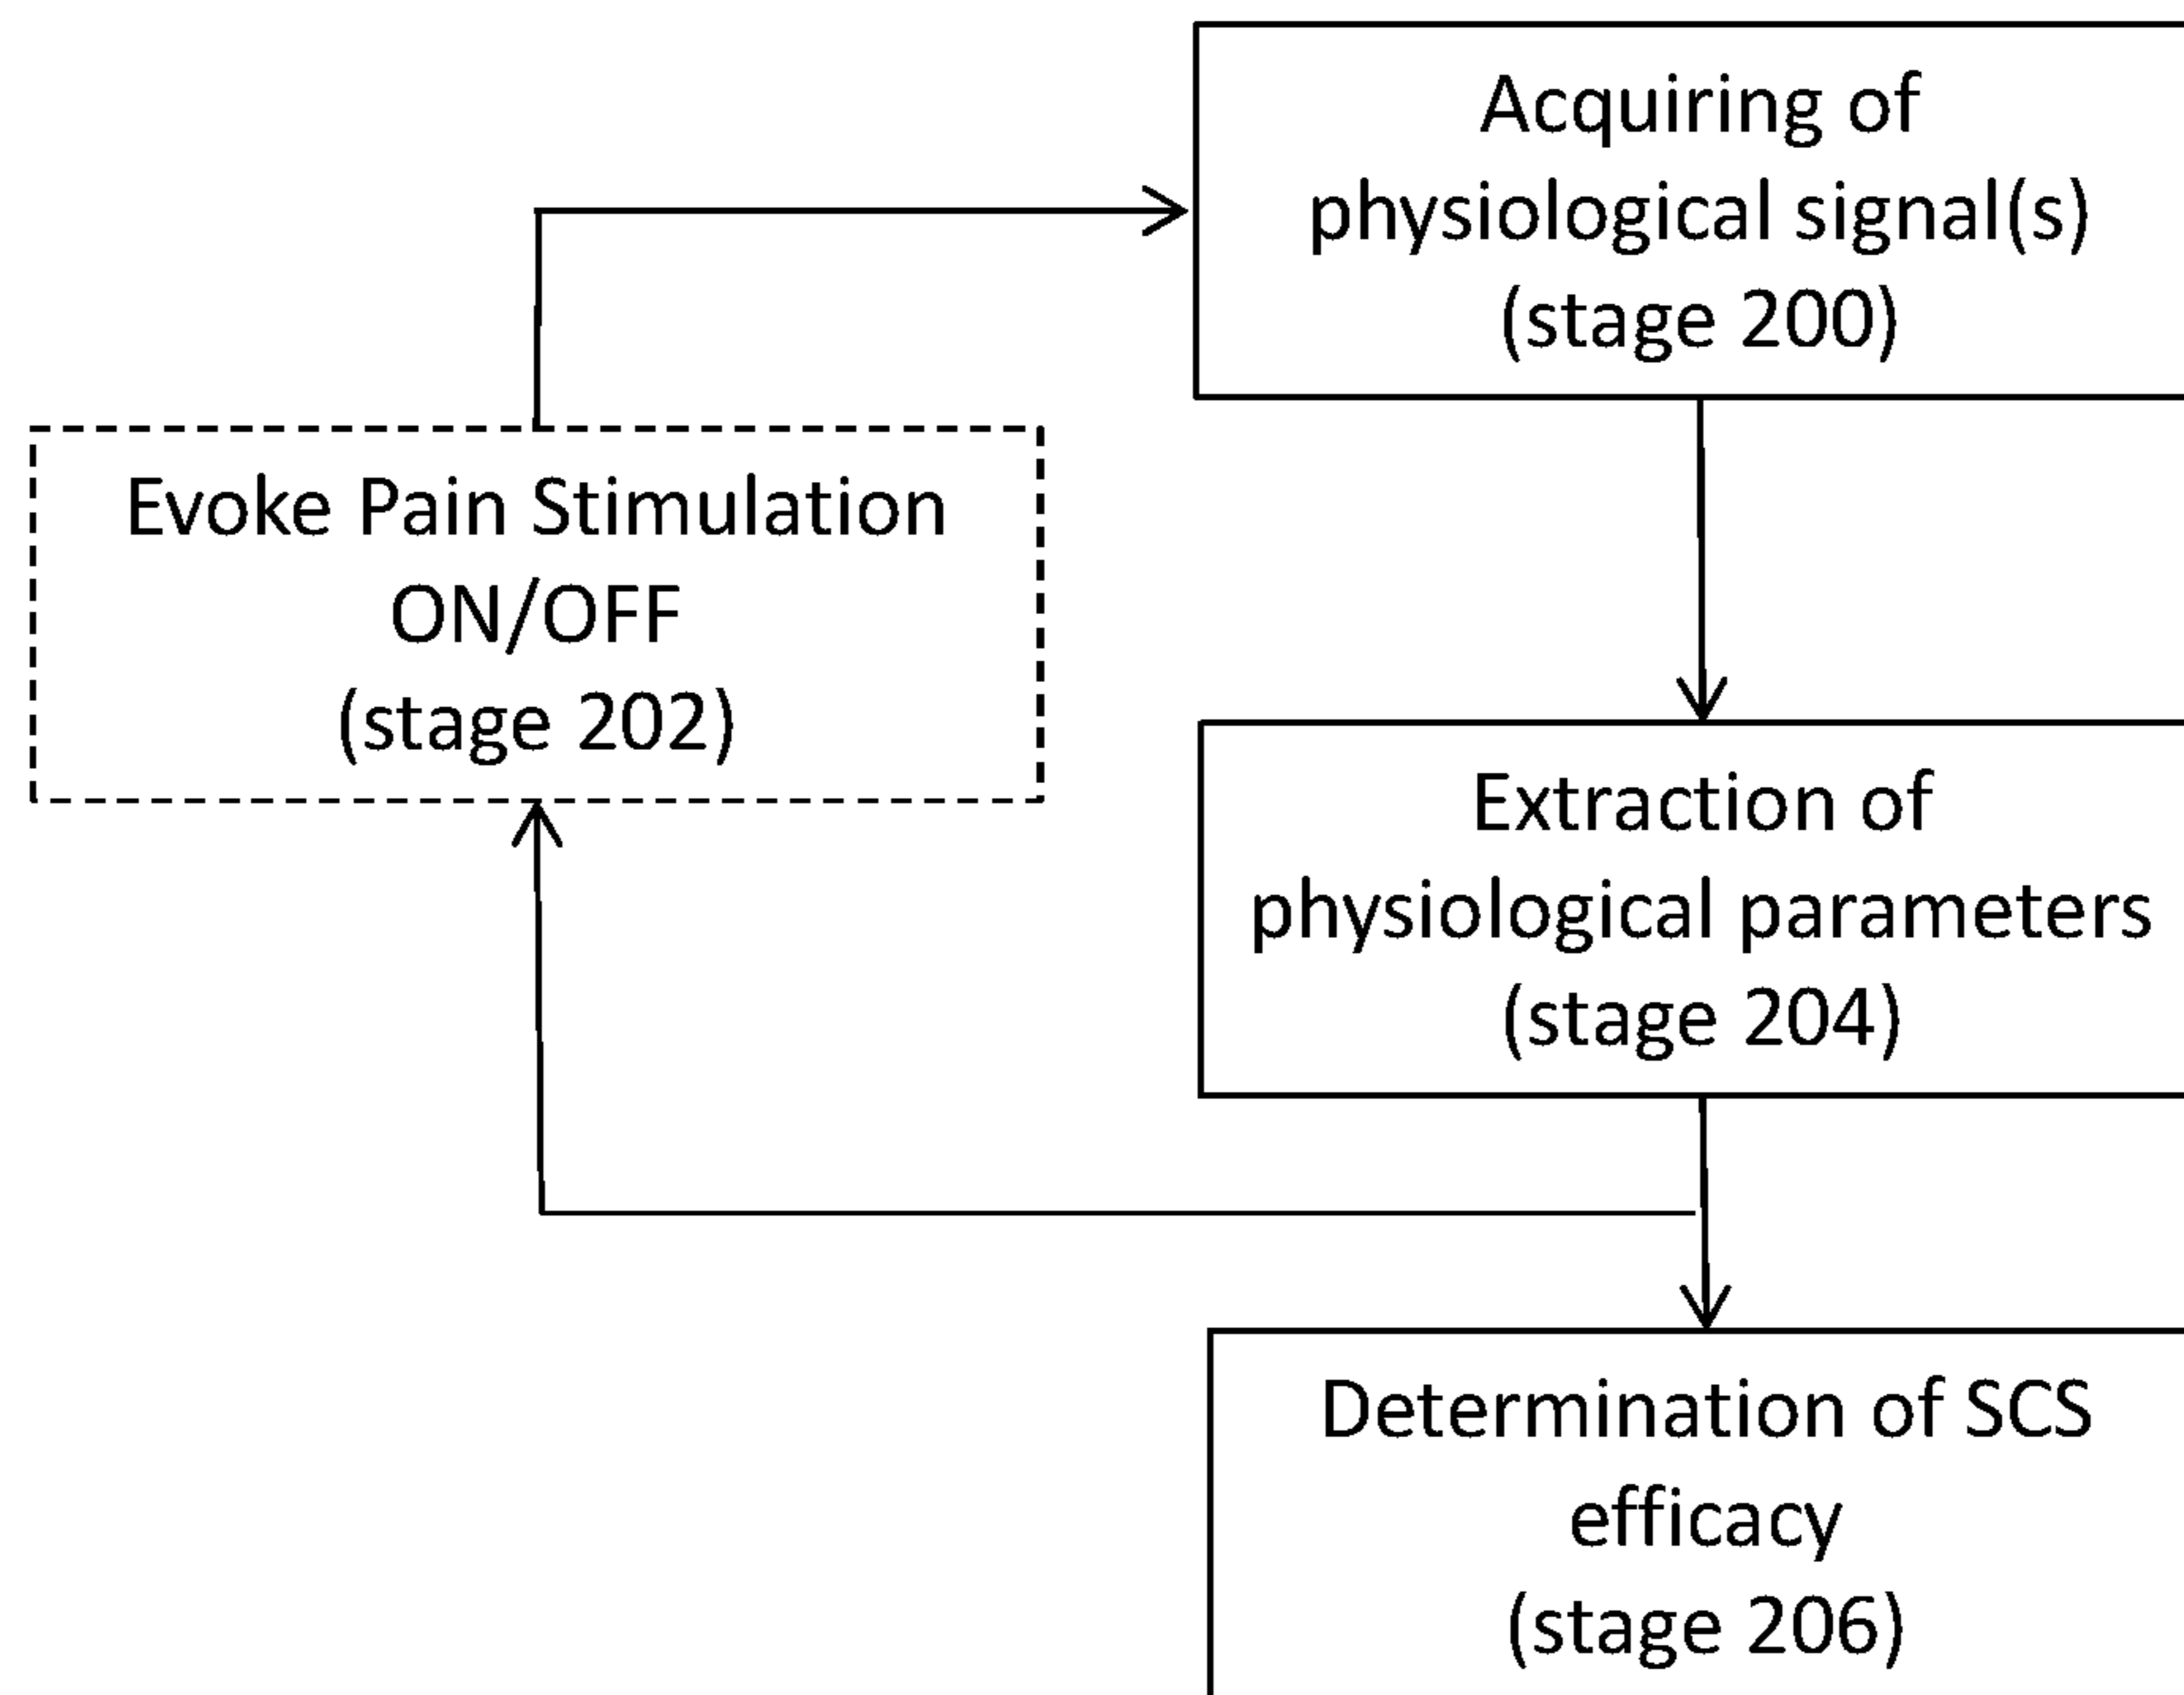 Acquiring of
physiological signal(s)
(stage 200)
Evoke Pain Stimulation
ON/OFF
(stage 202)
Extraction of
physiological parameters
(stage 204)
Determination of SCS
efficacy
(stage 206)